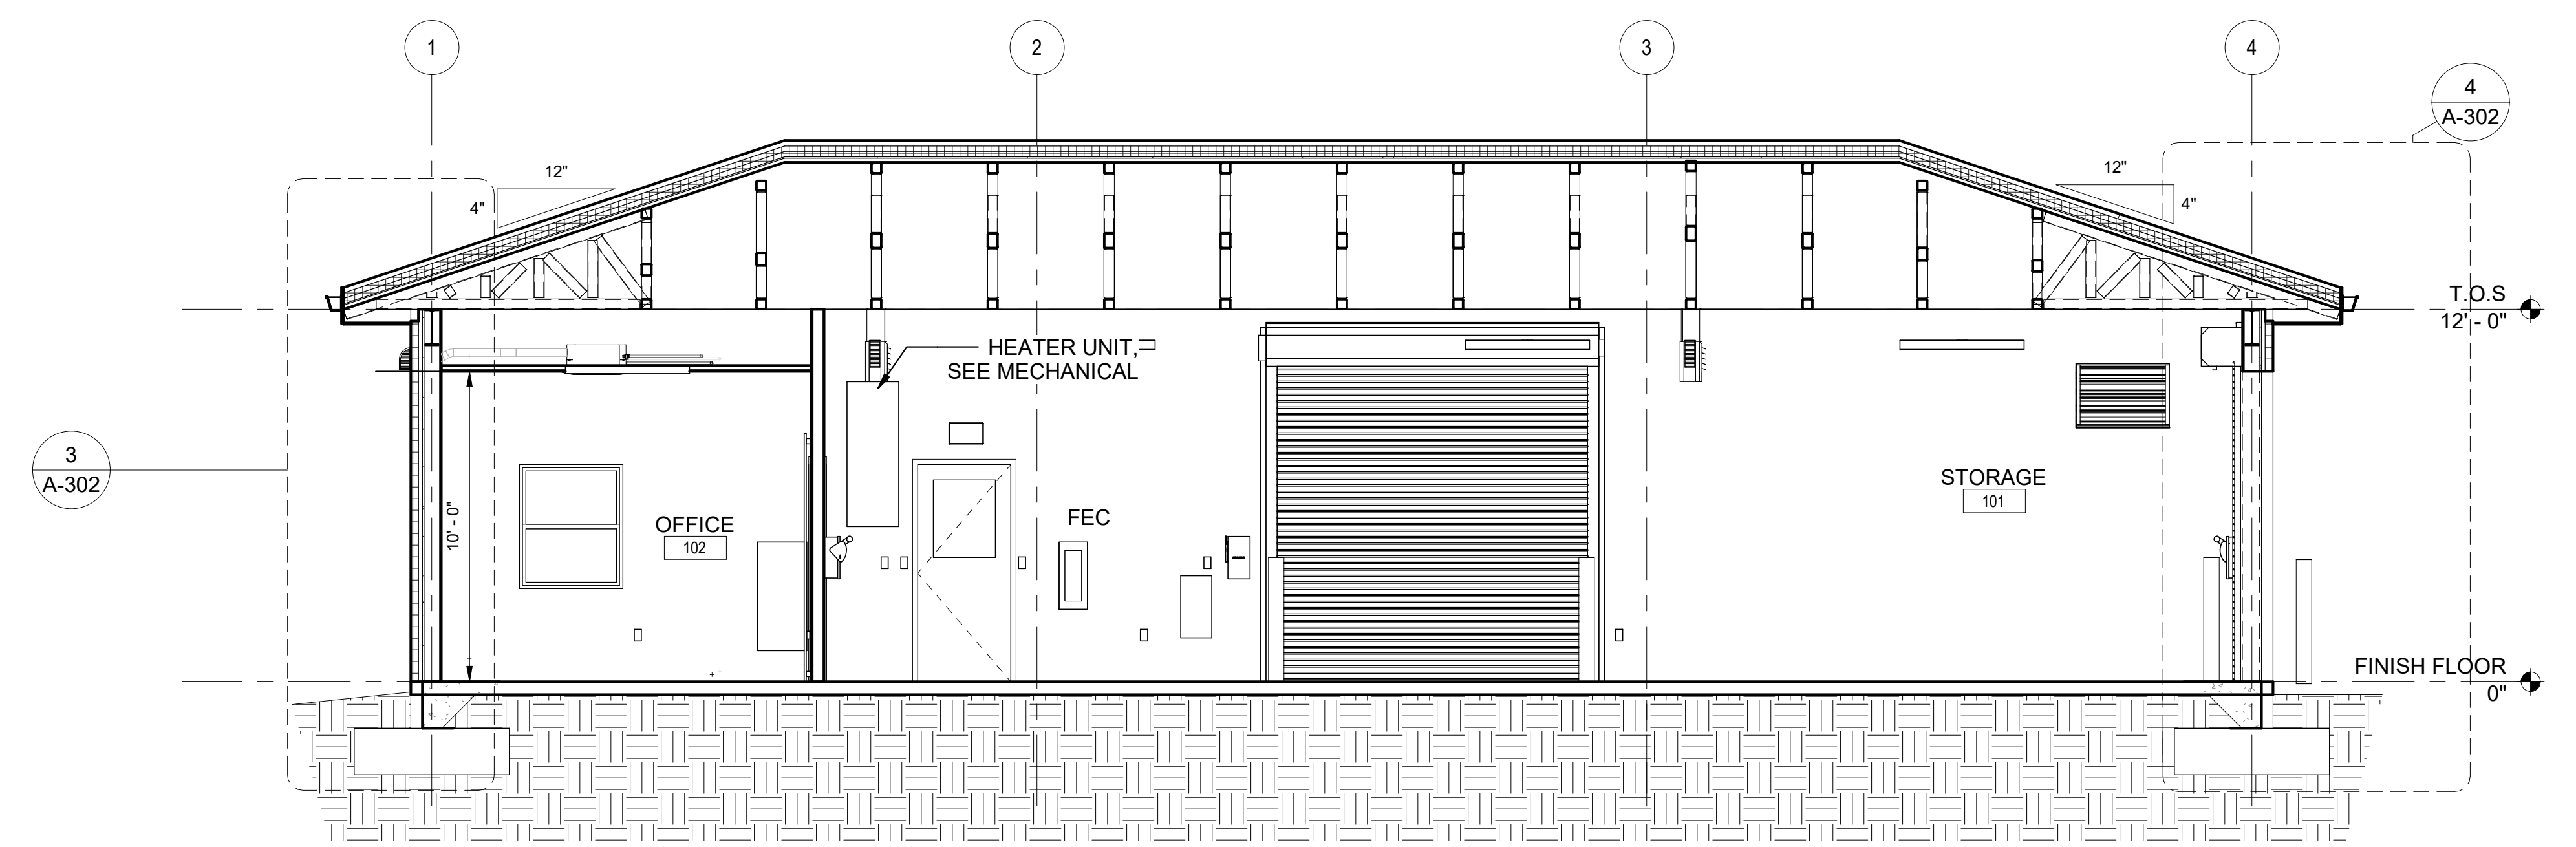 1
2
3
4
4
A-302
12"
4"
12"
4"
T.O.S
12' - 0"
HEATER UNIT,
SEE MECHANICAL
3
A-302
10' - 0"
OFFICE
102
FEC
STORAGE
101
FINISH FLOOR
0"